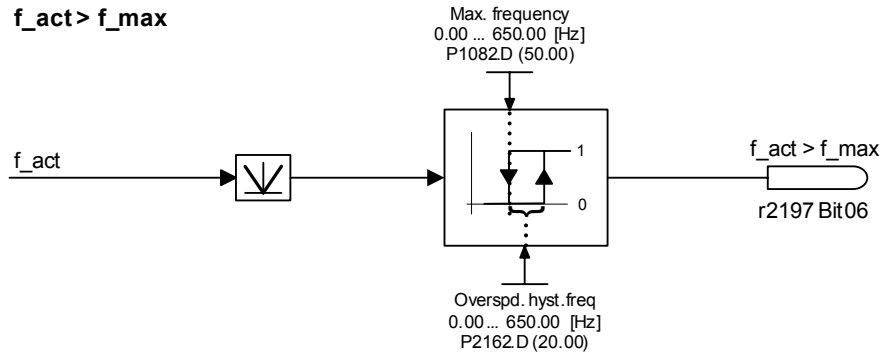 f_act > f_max
Max. frequency
0.00 ... 650.00 [Hz]
P1082.D (50.00)
f_act
1
0
f_act > f_max
r2197 Bit06
Overspd. hyst.freq
0.00 ... 650.00 [Hz]
P2162.D (20.00)